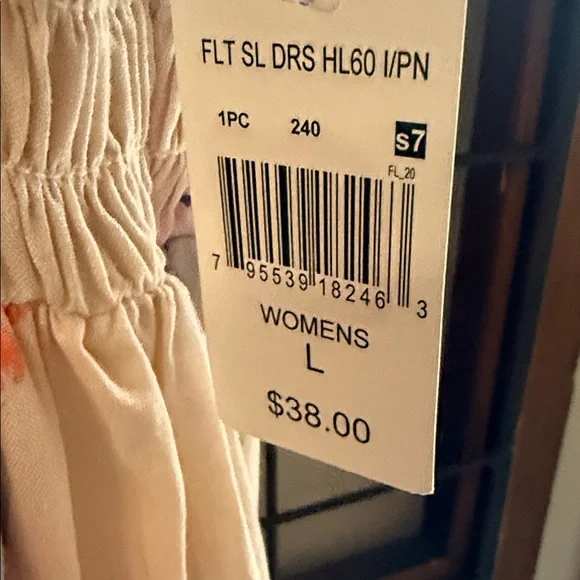 FLT SL DRS HL60 I/PN
1PC 240 s7
FL_20
7 95539 18246 3
WOMENS
L
$38.00